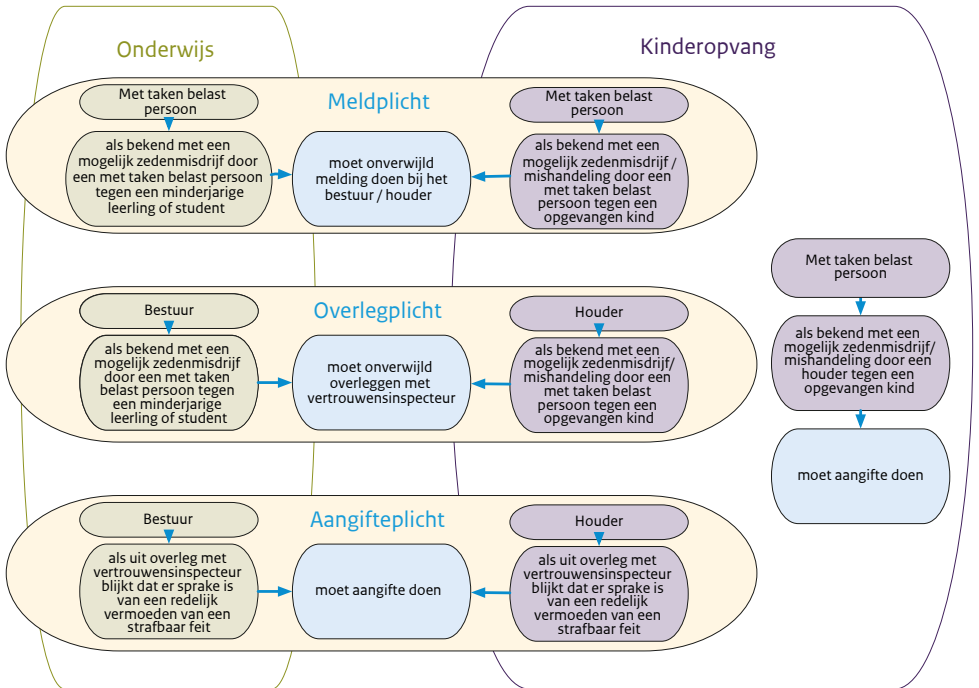 Onderwijs
Kinderopvang
Meldplicht
Met taken belast
persoon
als bekend met een
mogelijk zedenmisdrijf door
een met taken belast persoon
tegen een minderjarige
leerling of student
moet onverwijld
melding doen bij het
bestuur / houder
Met taken belast
persoon
als bekend met een
mogelijk zedenmisdrijf /
mishandeling door een
met taken belast
persoon tegen een
opgevangen kind
Overlegplicht
Bestuur
als bekend met een
mogelijk zedenmisdrijf
door een met taken
belast persoon tegen
een minderjarige
leerling of student
moet onverwijld
overleggen met
vertrouwensinspecteur
Houder
als bekend met een
mogelijk zedenmisdrijf/
mishandeling door een
met taken belast
persoon tegen een
opgevangen kind
Aangifteplicht
Bestuur
als uit overleg met
vertrouwensinspecteur
blijkt dat er sprake is
van een redelijk
vermoeden van een
strafbaar feit
moet aangifte doen
Houder
als uit overleg met
vertrouwensinspecteur
blijkt dat er sprake is
van een redelijk
vermoeden van een
strafbaar feit
Met taken belast
persoon
als bekend met een
mogelijk zedenmisdrijf/
mishandeling door een
houder tegen een
opgevangen kind
moet aangifte doen